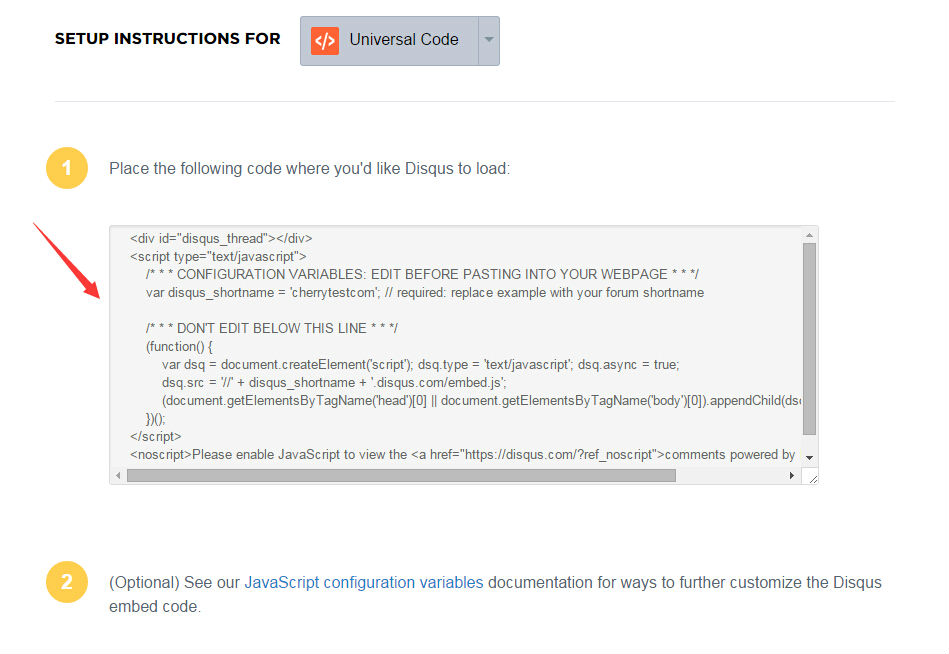 SETUP INSTRUCTIONS FOR
</> Universal Code
1 Place the following code where you'd like Disqus to load:
<div id="disqus_thread"></div>
<script type="text/javascript">
/* * * CONFIGURATION VARIABLES: EDIT BEFORE PASTING INTO YOUR WEBPAGE * * */
var disqus_shortname = 'cherrytestcom'; // required: replace example with your forum shortname
/* * * DON'T EDIT BELOW THIS LINE * * */
(function() {
var dsq = document.createElement('script'); dsq.type = 'text/javascript'; dsq.async = true;
dsq.src = '//' + disqus_shortname + '.disqus.com/embed.js';
(document.getElementsByTagName('head')[0] || document.getElementsByTagName('body')[0]).appendChild(dsq
})();
</script>
<noscript>Please enable JavaScript to view the <a href="https://disqus.com/?ref_noscript">comments powered by
2 (Optional) See our JavaScript configuration variables documentation for ways to further customize the Disqus
embed code.